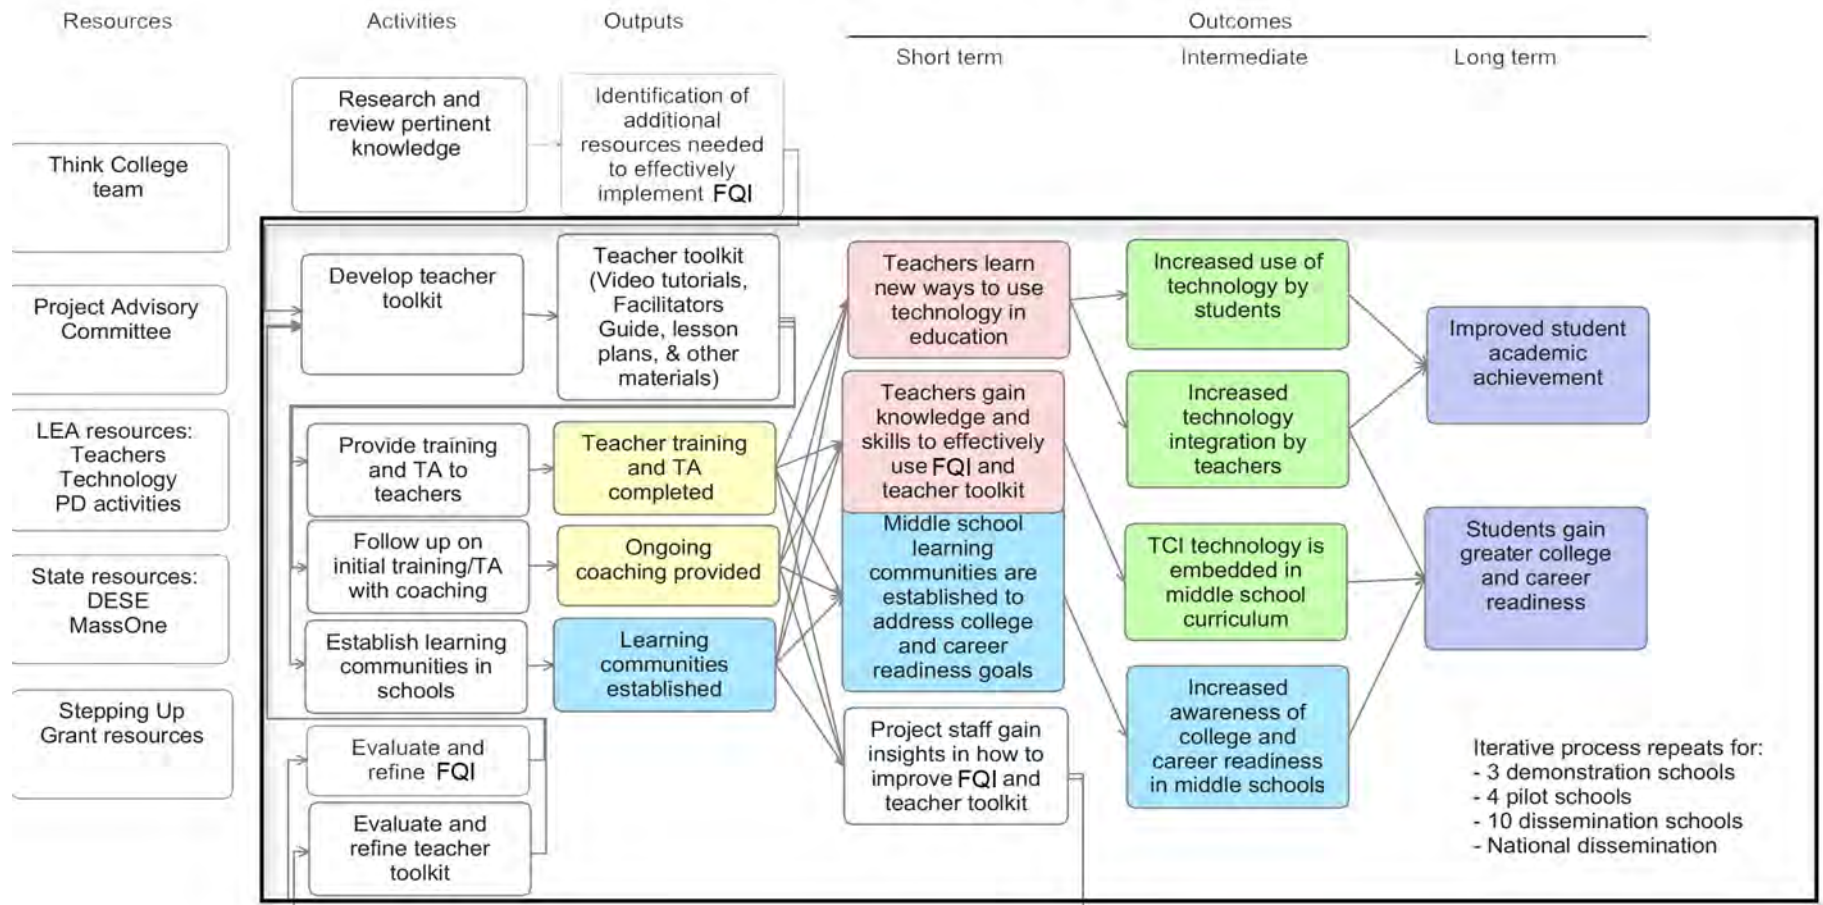 Resources
Activities
Outputs
Outcomes
Short term
Intermediate
Long term
Think College
team
Project Advisory
Committee
LEA resources:
Teachers
Technology
PD activities
State resources:
DESE
MassOne
Stepping Up
Grant resources
Research and
review pertinent
knowledge
Develop teacher
toolkit
Provide training
and TA to
teachers
Follow up on
initial training/TA
with coaching
Establish learning
communities in
schools
Evaluate and
refine FQI
Evaluate and
refine teacher
toolkit
Identification of
additional
resources needed
to effectively
implement FQI
Teacher toolkit
(Video tutorials,
Facilitators
Guide, lesson
plans, & other
materials)
Teacher training
and TA
completed
Ongoing
coaching provided
Learning
communities
established
Teachers learn
new ways to use
technology in
education
Teachers gain
knowledge and
skills to effectively
use FQI and
teacher toolkit
Middle school
learning
communities are
established to
address college
and career
readiness goals
Project staff gain
insights in how to
improve FQI and
teacher toolkit
Increased use of
technology by
students
Increased
technology
integration by
teachers
TCI technology is
embedded in
middle school
curriculum
Increased
awareness of
college and
career readiness
in middle schools
Improved student
academic
achievement
Students gain
greater college
and career
readiness
Iterative process repeats for:
- 3 demonstration schools
- 4 pilot schools
- 10 dissemination schools
- National dissemination